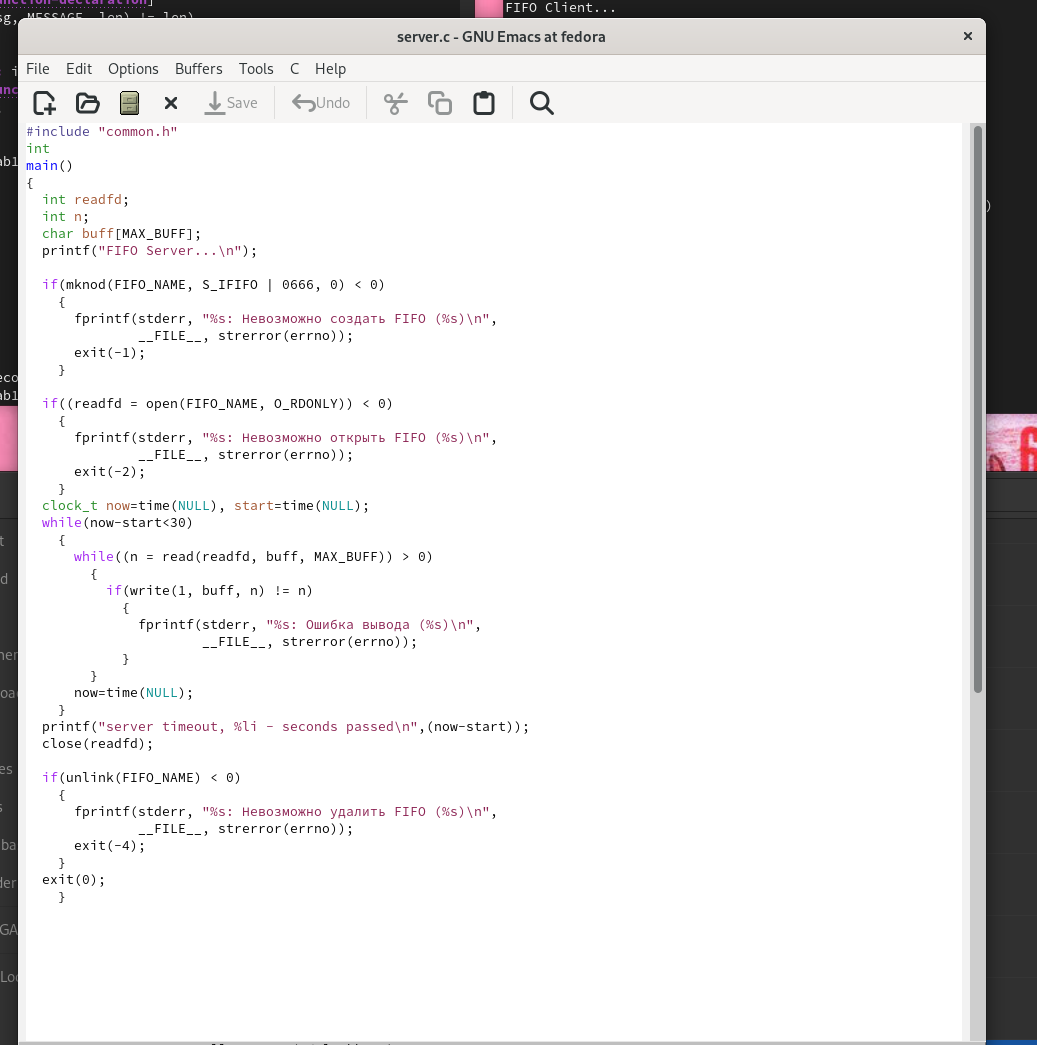 FIFO Client...
server.c - GNU Emacs at fedora
File Edit Options Buffers Tools C Help
Save Undo
#include "common.h"
int
main()
{
  int readfd;
  int n;
  char buff[MAX_BUFF];
  printf("FIFO Server...\n");
  if(mknod(FIFO_NAME, S_IFIFO | 0666, 0) < 0)
    {
      fprintf(stderr, "%s: Невозможно создать FIFO (%s)\n",
              __FILE__, strerror(errno));
      exit(-1);
    }
  if((readfd = open(FIFO_NAME, O_RDONLY)) < 0)
    {
      fprintf(stderr, "%s: Невозможно открыть FIFO (%s)\n",
              __FILE__, strerror(errno));
      exit(-2);
    }
  clock_t now=time(NULL), start=time(NULL);
  while(now-start<30)
    {
      while((n = read(readfd, buff, MAX_BUFF)) > 0)
        {
          if(write(1, buff, n) != n)
            {
              fprintf(stderr, "%s: Ошибка вывода (%s)\n",
                      __FILE__, strerror(errno));
            }
        }
      now=time(NULL);
    }
  printf("server timeout, %li - seconds passed\n",(now-start));
  close(readfd);
  if(unlink(FIFO_NAME) < 0)
    {
      fprintf(stderr, "%s: Невозможно удалить FIFO (%s)\n",
              __FILE__, strerror(errno));
      exit(-4);
    }
  exit(0);
    }